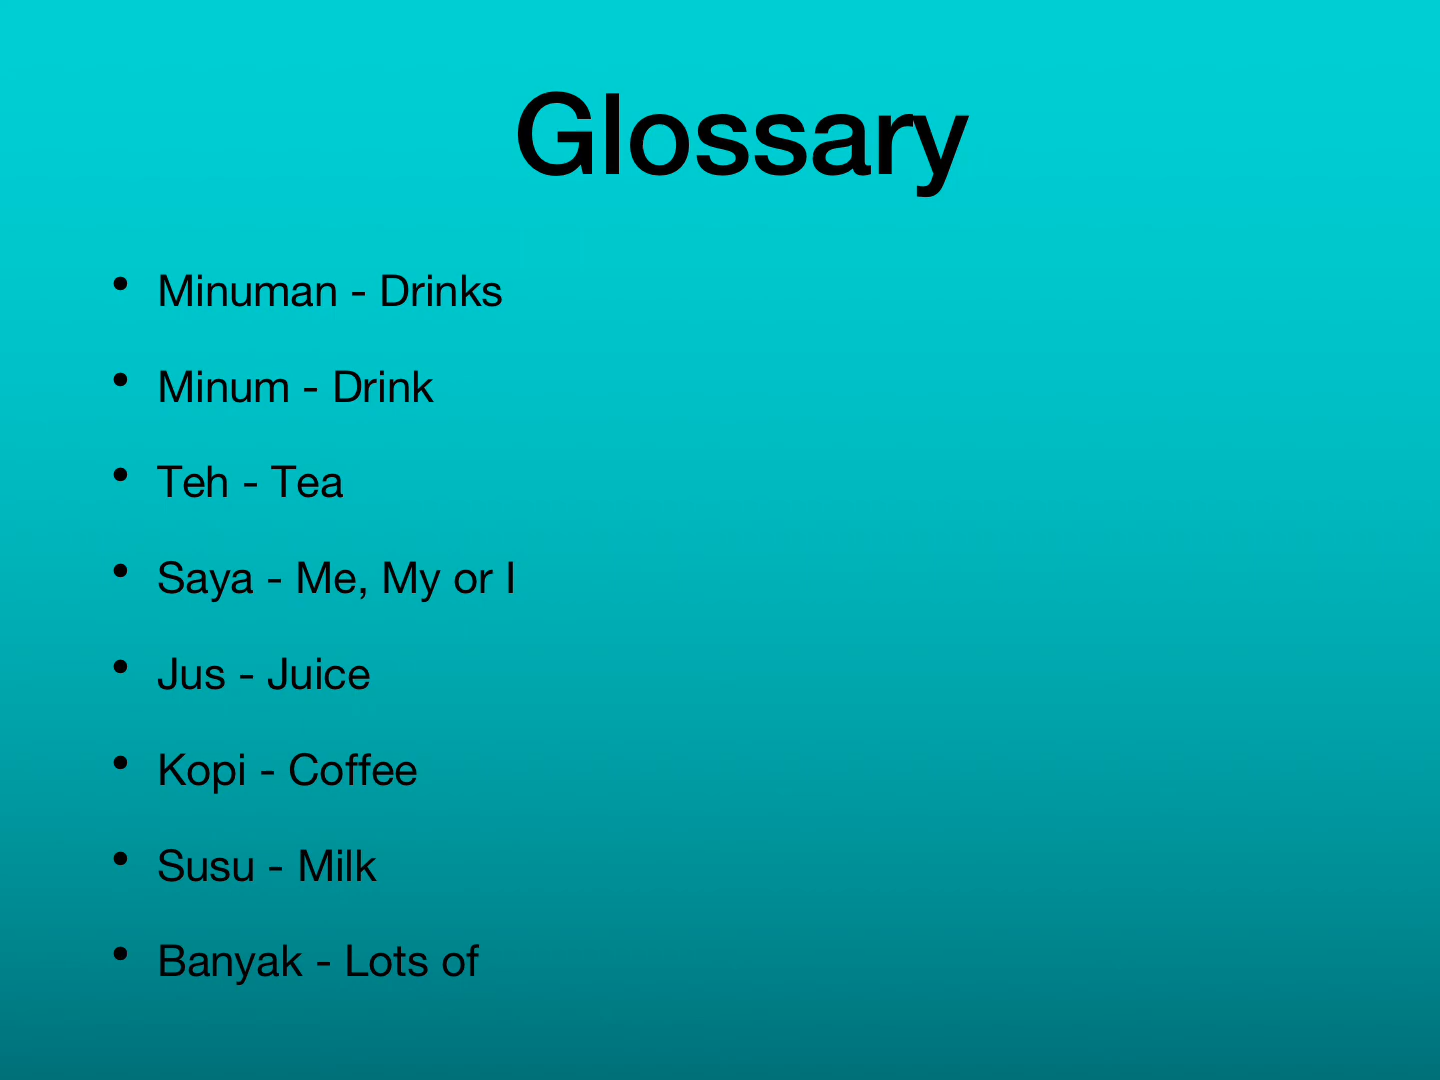 Glossary
• Minuman - Drinks
• Minum - Drink
• Teh - Tea
• Saya - Me, My or I
• Jus - Juice
• Kopi - Coffee
• Susu - Milk
• Banyak - Lots of